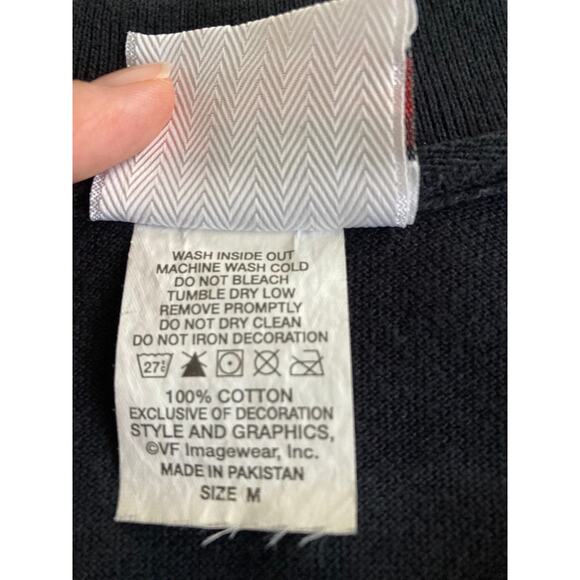 WASH INSIDE OUT
MACHINE WASH COLD
DO NOT BLEACH
TUMBLE DRY LOW
REMOVE PROMPTLY
DO NOT DRY CLEAN
DO NOT IRON DECORATION
27°C
100% COTTON
EXCLUSIVE OF DECORATION
STYLE AND GRAPHICS,
©VF Imagewear, Inc.
MADE IN PAKISTAN
SIZE M